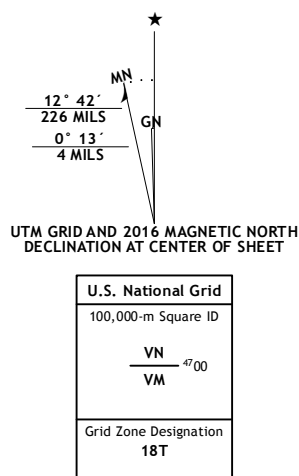 MN
GN
12° 42´
226 MILS
0° 13´
4 MILS
UTM GRID AND 2016 MAGNETIC NORTH
DECLINATION AT CENTER OF SHEET
U.S. National Grid
100,000-m Square ID
VN
4700
VM
Grid Zone Designation
18T